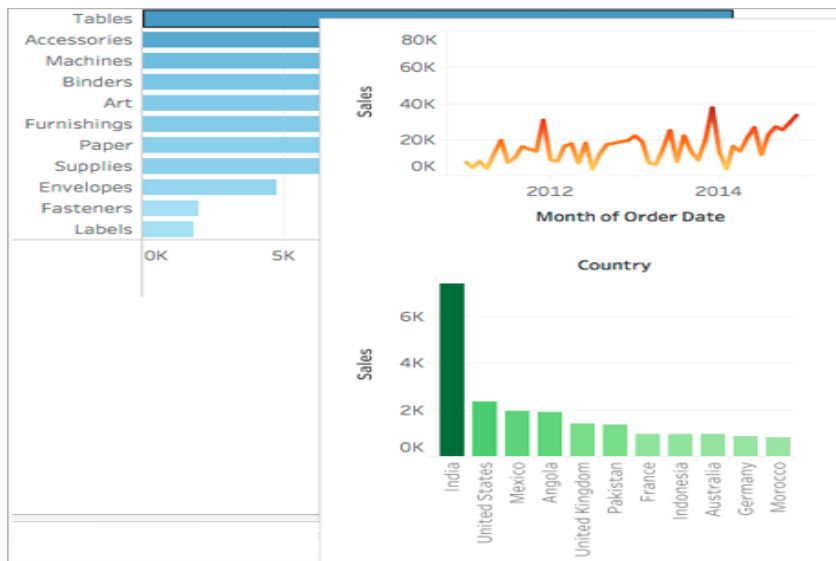 Tables
Accessories
Machines
Binders
Art
Furnishings
Paper
Supplies
Envelopes
Fasteners
Labels
0K 5K
80K
60K
40K
20K
0K
Sales
2012 2014
Month of Order Date
Country
6K
4K
2K
0K
Sales
India
United States
Mexico
Angola
United Kingdom
Pakistan
France
Indonesia
Australia
Germany
Morocco